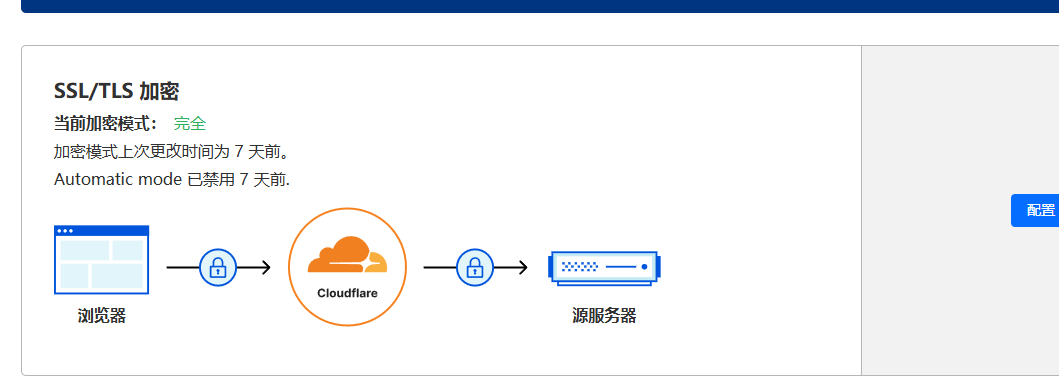 SSL/TLS 加密
当前加密模式： 完全
加密模式上次更改时间为 7 天前。
Automatic mode 已禁用 7 天前.
配置
Cloudflare
浏览器
源服务器